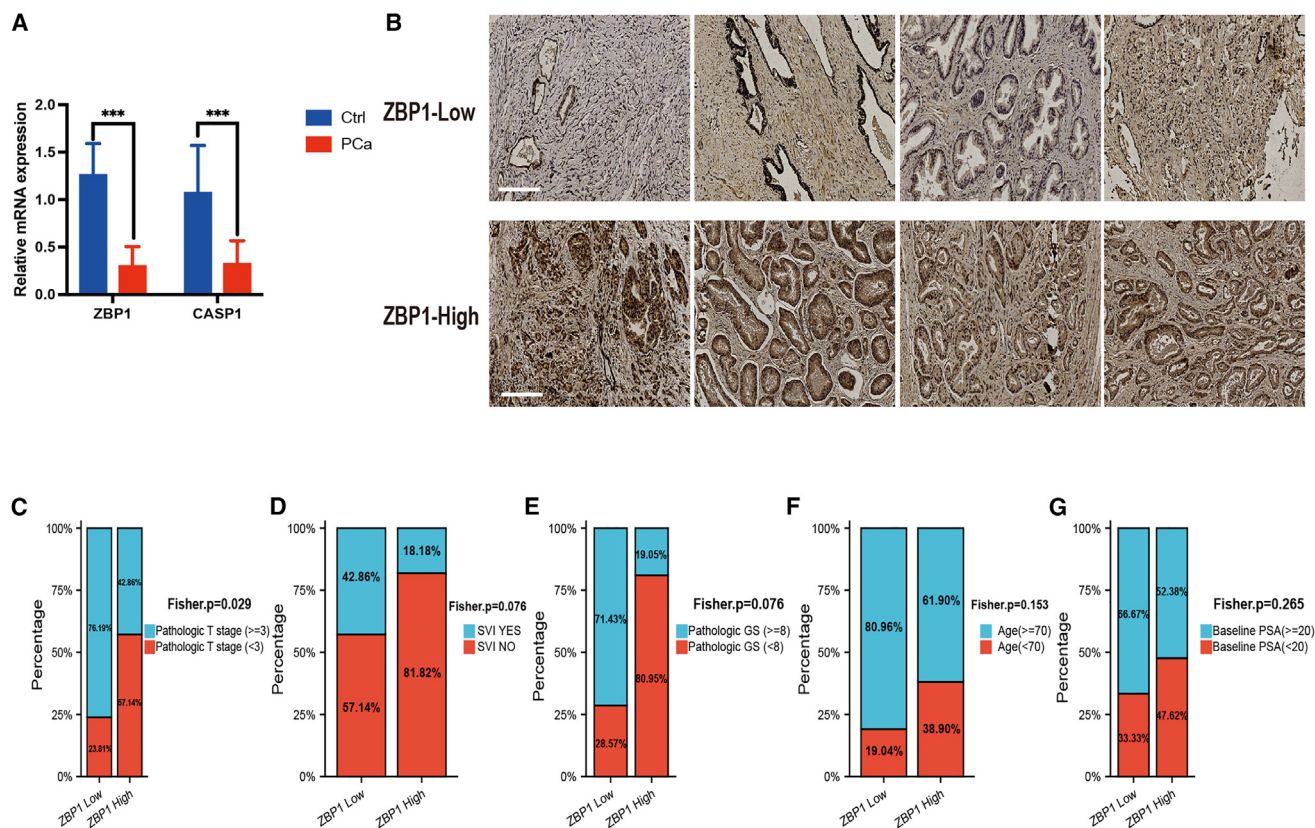 A
Relative mRNA expression
2.0
1.5
1.0
0.5
0.0
***
***
ZBP1
CASP1
Ctrl
PCa
B
ZBP1-Low
ZBP1-High
C
Percentage
100%
75%
50%
25%
0%
76.19%
23.81%
42.86%
57.14%
ZBP1 Low
ZBP1 High
Fisher.p=0.029
Pathologic T stage (>=3)
Pathologic T stage (<3)
D
Percentage
100%
75%
50%
25%
0%
42.86%
57.14%
18.18%
81.82%
ZBP1 Low
ZBP1 High
Fisher.p=0.076
SVI YES
SVI NO
E
Percentage
100%
75%
50%
25%
0%
71.43%
28.57%
19.05%
80.95%
ZBP1 Low
ZBP1 High
Fisher.p=0.076
Pathologic GS (>=8)
Pathologic GS (<8)
F
Percentage
100%
75%
50%
25%
0%
80.96%
19.04%
61.90%
38.90%
ZBP1 Low
ZBP1 High
Fisher.p=0.153
Age(>=70)
Age(<70)
G
Percentage
100%
75%
50%
25%
0%
66.67%
33.33%
52.38%
47.62%
ZBP1 Low
ZBP1 High
Fisher.p=0.265
Baseline PSA(>=20)
Baseline PSA(<20)